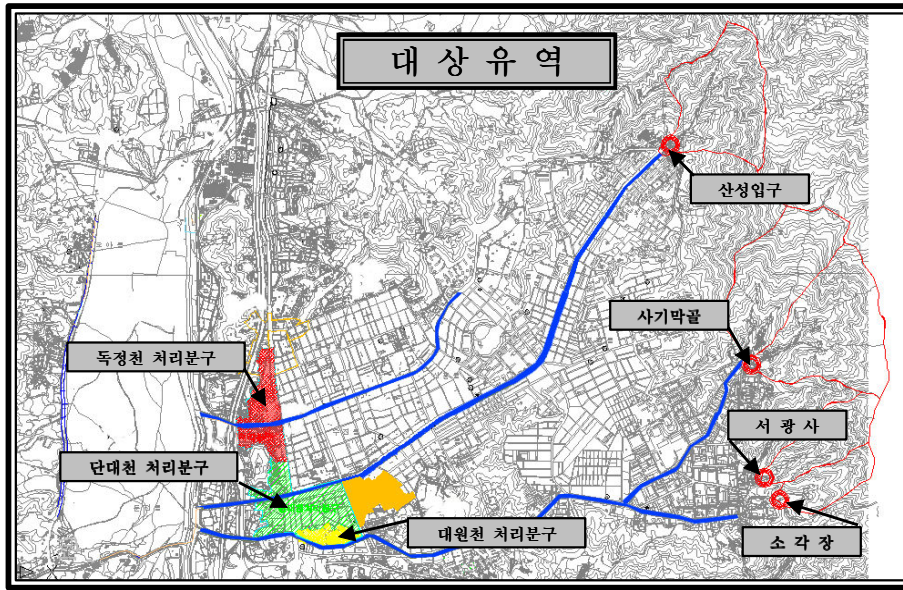 대상유역
산성입구
사기막골
독정천 처리분구
서광사
단대천 처리분구
대원천 처리분구
소각장